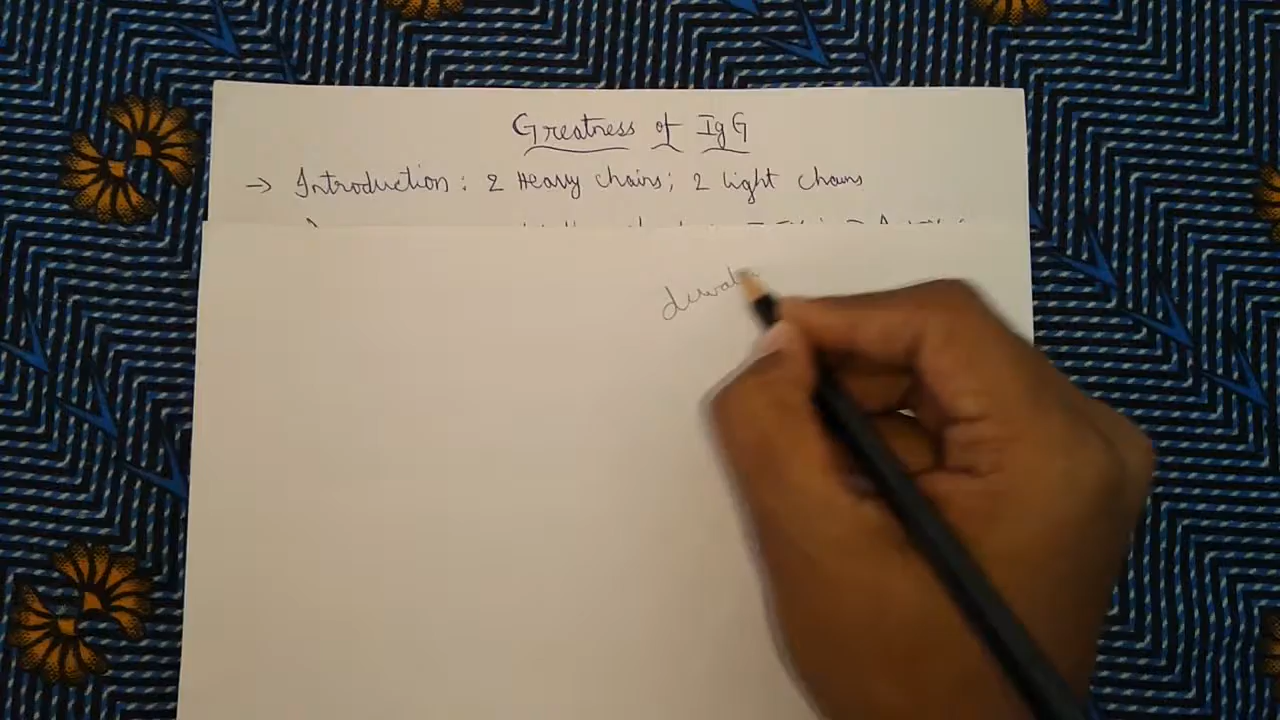 Greatness of IgG
→ Introduction: 2 Heavy chains; 2 light chains